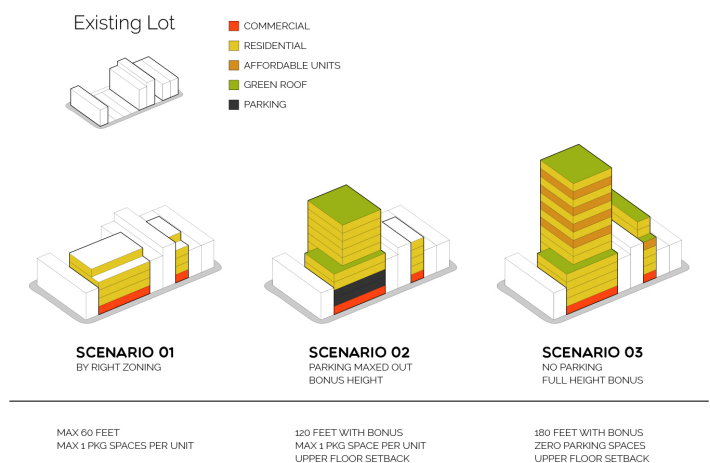 Existing Lot
COMMERCIAL
RESIDENTIAL
AFFORDABLE UNITS
GREEN ROOF
PARKING
SCENARIO 01
BY RIGHT ZONING
SCENARIO 02
PARKING MAXED OUT
BONUS HEIGHT
SCENARIO 03
NO PARKING
FULL HEIGHT BONUS
MAX 60 FEET
MAX 1 PKG SPACES PER UNIT
120 FEET WITH BONUS
MAX 1 PKG SPACE PER UNIT
UPPER FLOOR SETBACK
180 FEET WITH BONUS
ZERO PARKING SPACES
UPPER FLOOR SETBACK